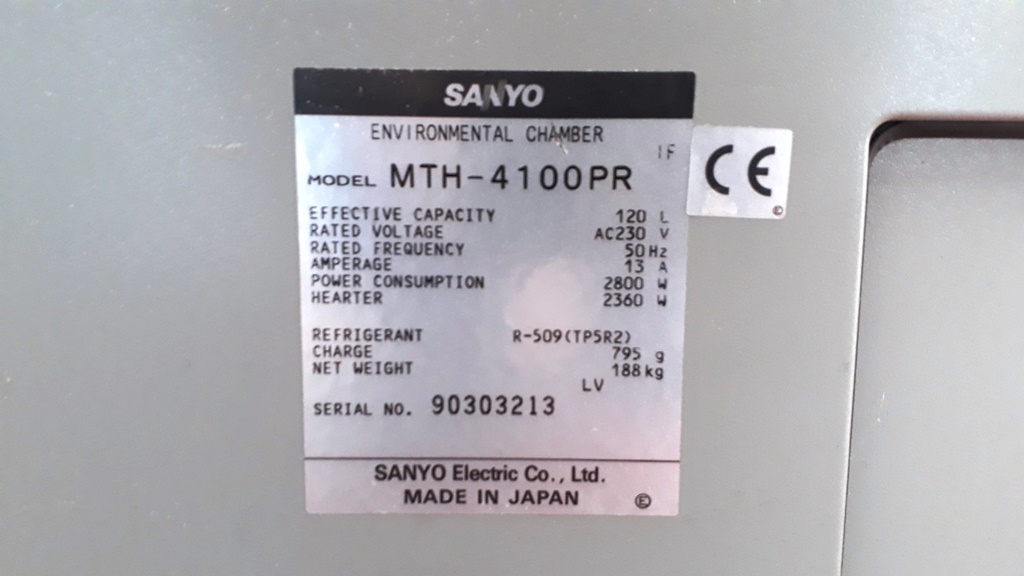 SANYO
ENVIRONMENTAL CHAMBER
IF
MODEL MTH-4100PR
CE
E
EFFECTIVE CAPACITY 120 L
RATED VOLTAGE AC230 V
RATED FREQUENCY 50 Hz
AMPERAGE 13 A
POWER CONSUMPTION 2800 W
HEARTER 2360 W
REFRIGERANT R-509(TP5R2)
CHARGE 795 g
NET WEIGHT 188 kg
LV
SERIAL NO. 90303213
SANYO Electric Co., Ltd.
MADE IN JAPAN Ⓔ